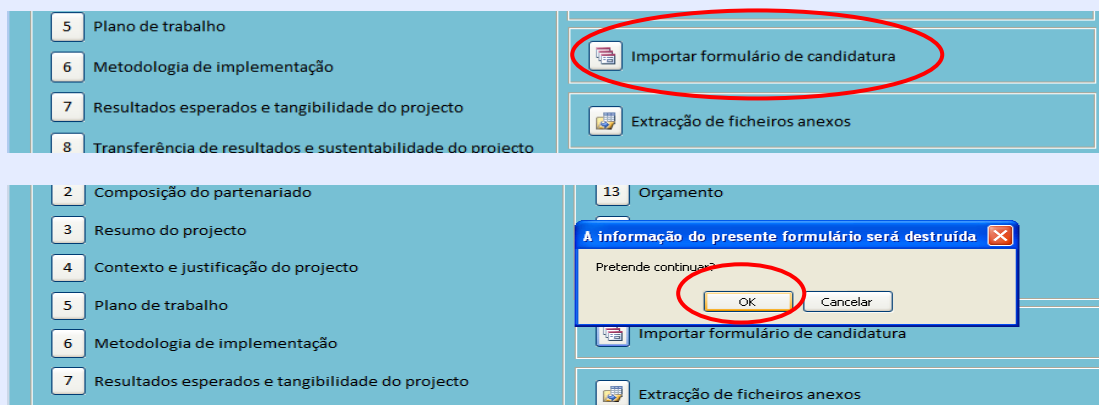 5 Plano de trabalho
6 Metodologia de implementação
7 Resultados esperados e tangibilidade do projecto
8 Transferência de resultados e sustentabilidade do projecto
Importar formulário de candidatura
Extracção de ficheiros anexos
2 Composição do partenariado
3 Resumo do projecto
4 Contexto e justificação do projecto
5 Plano de trabalho
6 Metodologia de implementação
7 Resultados esperados e tangibilidade do projecto
13 Orçamento
A informação do presente formulário será destruída
Pretende continuar?
OK Cancelar
Importar formulário de candidatura
Extracção de ficheiros anexos